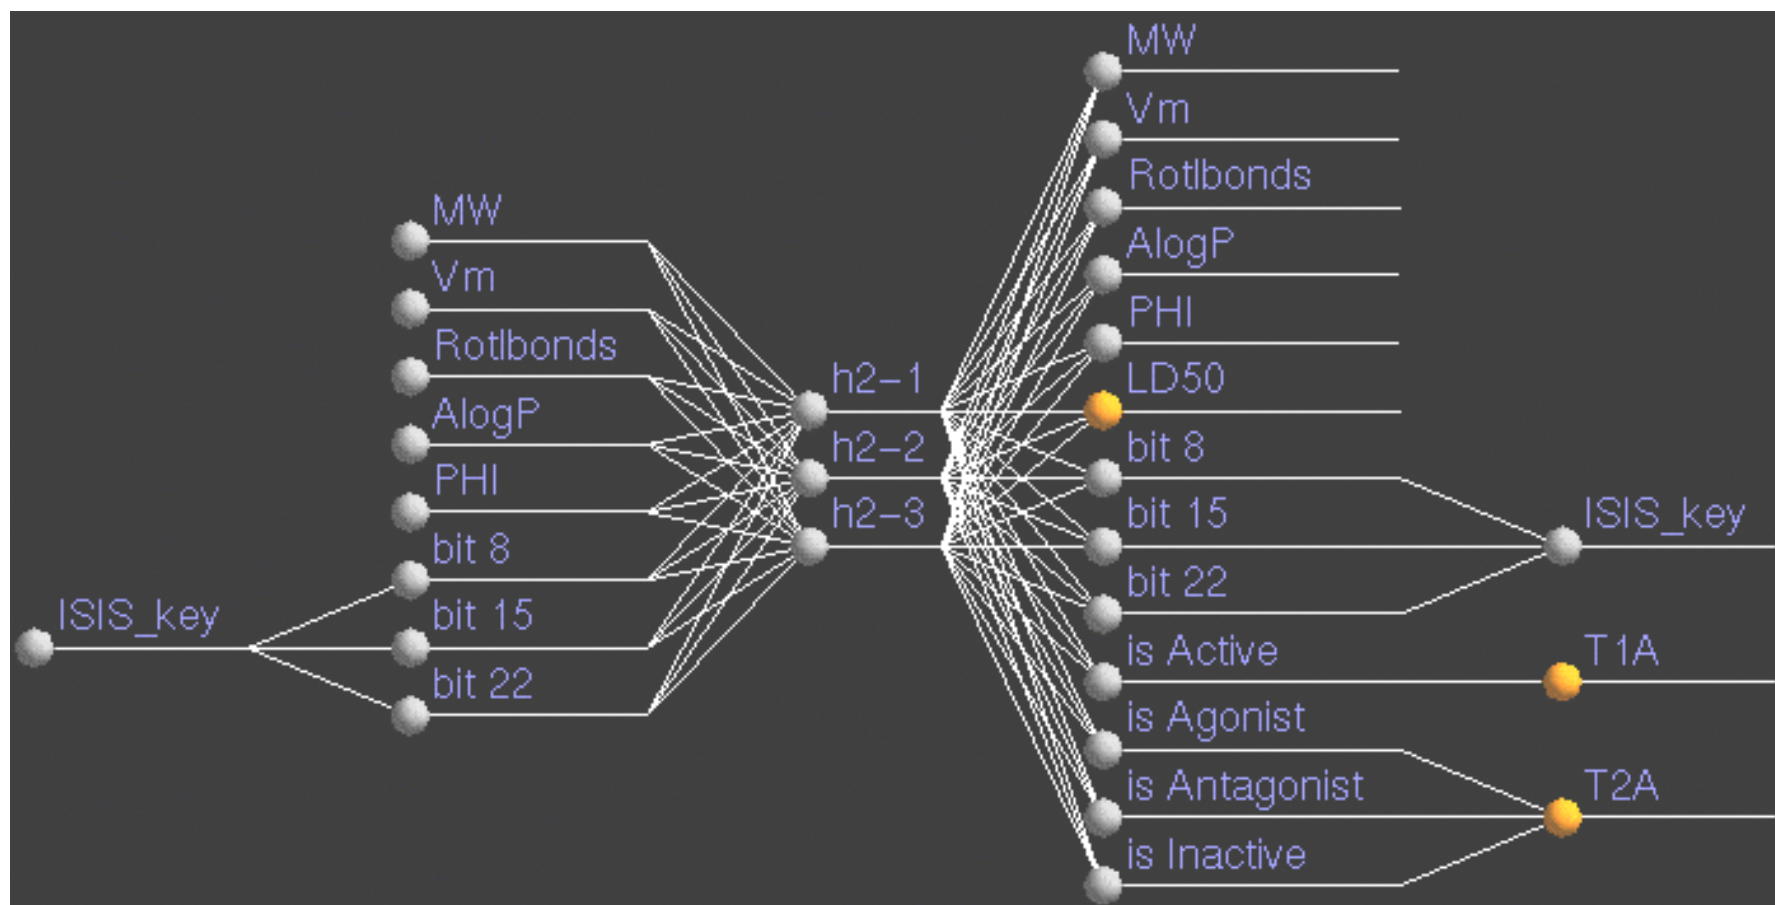 MW
Vm
Rotlbonds
AlogP
PHI
bit 8
ISIS_key
bit 15
bit 22
h2-1
h2-2
h2-3
MW
Vm
Rotlbonds
AlogP
PHI
LD50
bit 8
bit 15
bit 22
is Active
is Agonist
is Antagonist
is Inactive
ISIS_key
T1A
T2A